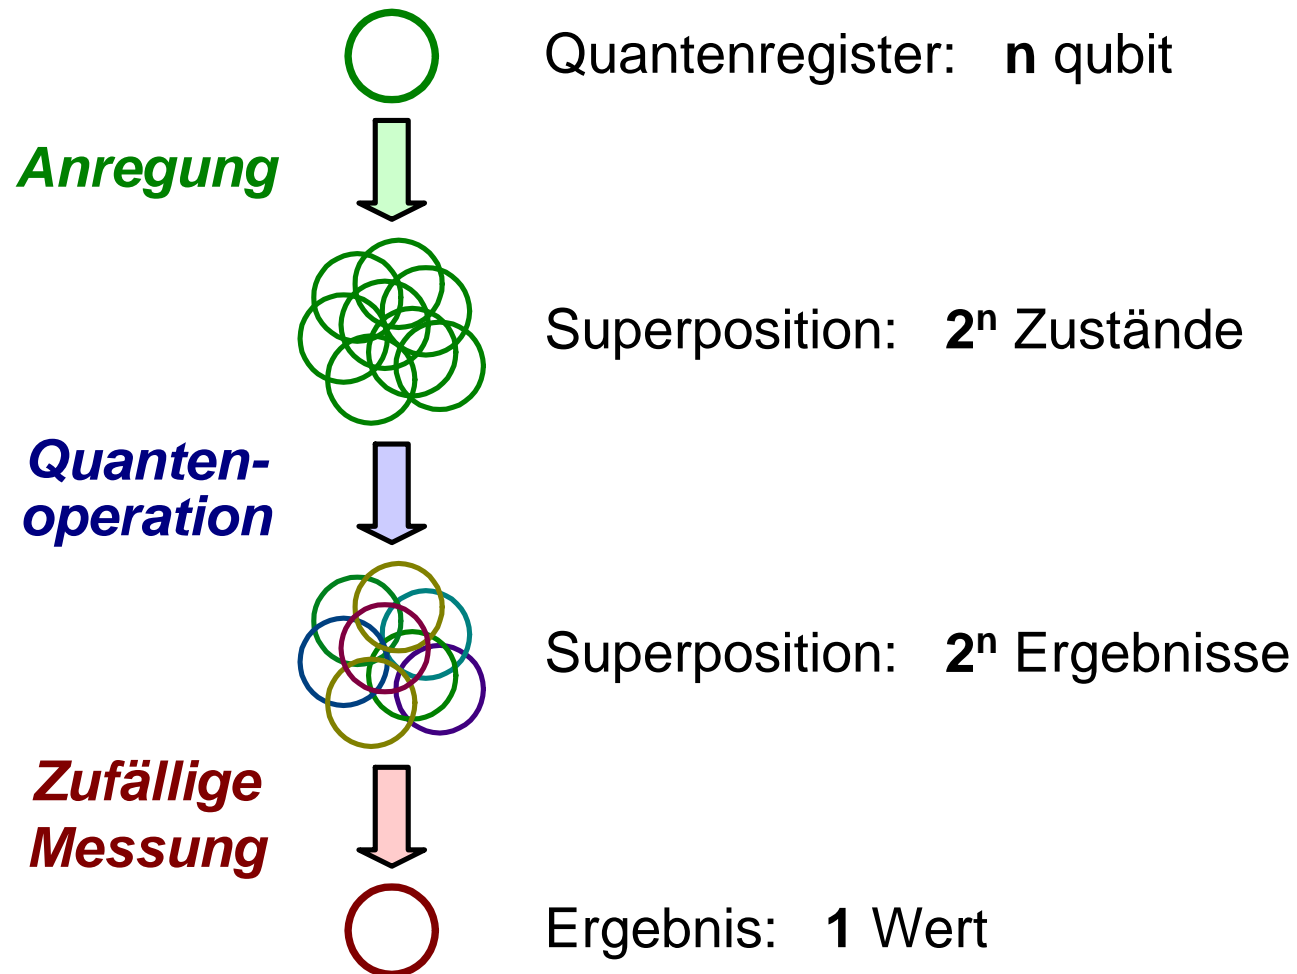 Quantenregister: n qubit
Anregung
Superposition: 2ⁿ Zustände
Quanten-
operation
Superposition: 2ⁿ Ergebnisse
Zufällige
Messung
Ergebnis: 1 Wert